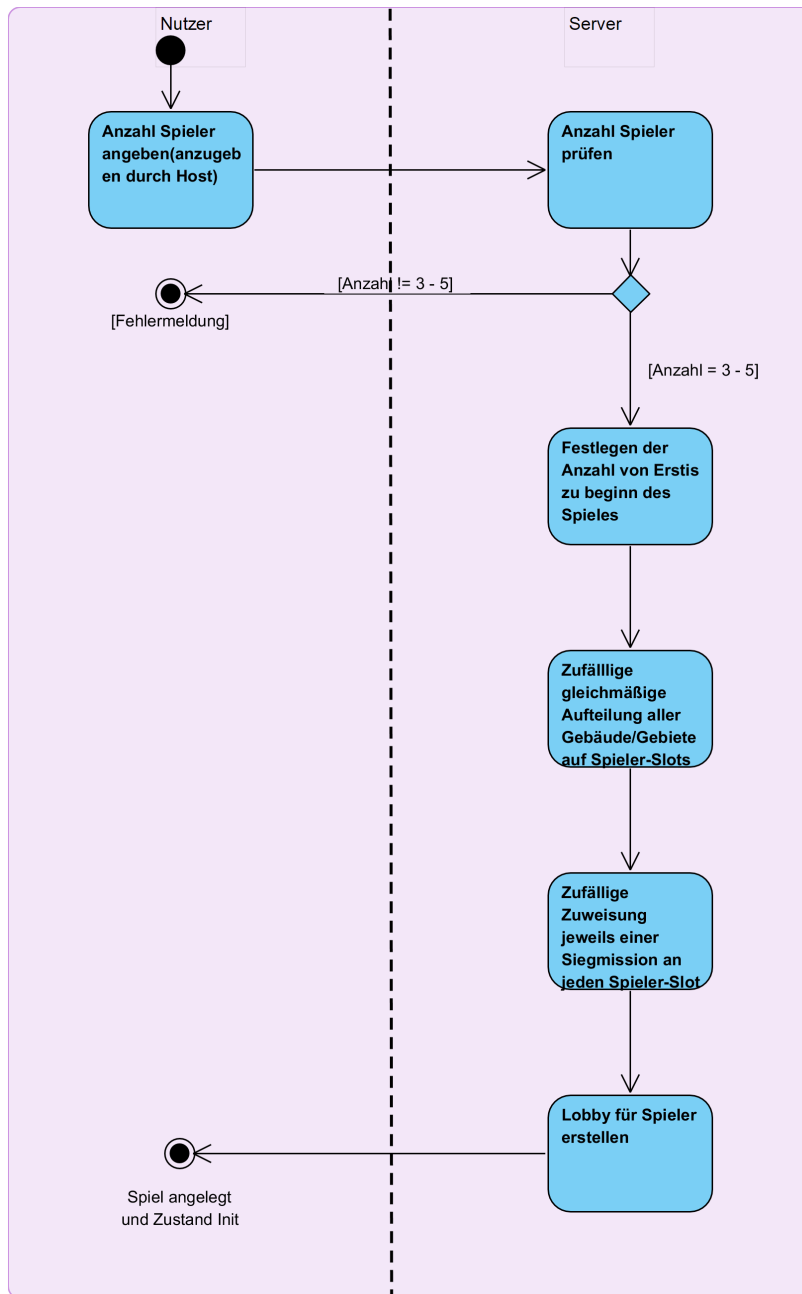 Nutzer
Server
Anzahl Spieler
angeben(anzugeb
en durch Host)
Anzahl Spieler
prüfen
[Anzahl != 3 - 5]
[Fehlermeldung]
[Anzahl = 3 - 5]
Festlegen der
Anzahl von Erstis
zu beginn des
Spieles
Zufälllige
gleichmäßige
Aufteilung aller
Gebäude/Gebiete
auf Spieler-Slots
Zufällige
Zuweisung
jeweils einer
Siegmission an
jeden Spieler-Slot
Lobby für Spieler
erstellen
Spiel angelegt
und Zustand Init